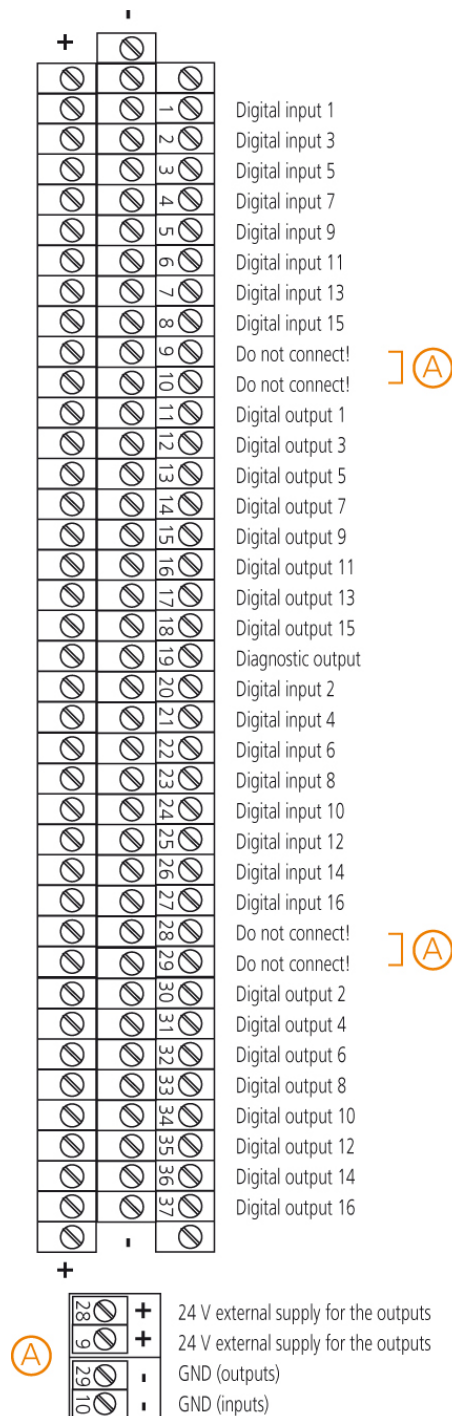 -
+
1 Digital input 1
2 Digital input 3
3 Digital input 5
4 Digital input 7
5 Digital input 9
6 Digital input 11
7 Digital input 13
8 Digital input 15
9 Do not connect!
A
10 Do not connect!
11 Digital output 1
12 Digital output 3
13 Digital output 5
14 Digital output 7
15 Digital output 9
16 Digital output 11
17 Digital output 13
18 Digital output 15
19 Diagnostic output
20 Digital input 2
21 Digital input 4
22 Digital input 6
23 Digital input 8
24 Digital input 10
25 Digital input 12
26 Digital input 14
27 Digital input 16
28 Do not connect!
A
29 Do not connect!
30 Digital output 2
31 Digital output 4
32 Digital output 6
33 Digital output 8
34 Digital output 10
35 Digital output 12
36 Digital output 14
37 Digital output 16
-
+
28 + 24 V external supply for the outputs
9 + 24 V external supply for the outputs
A
29 - GND (outputs)
10 - GND (inputs)